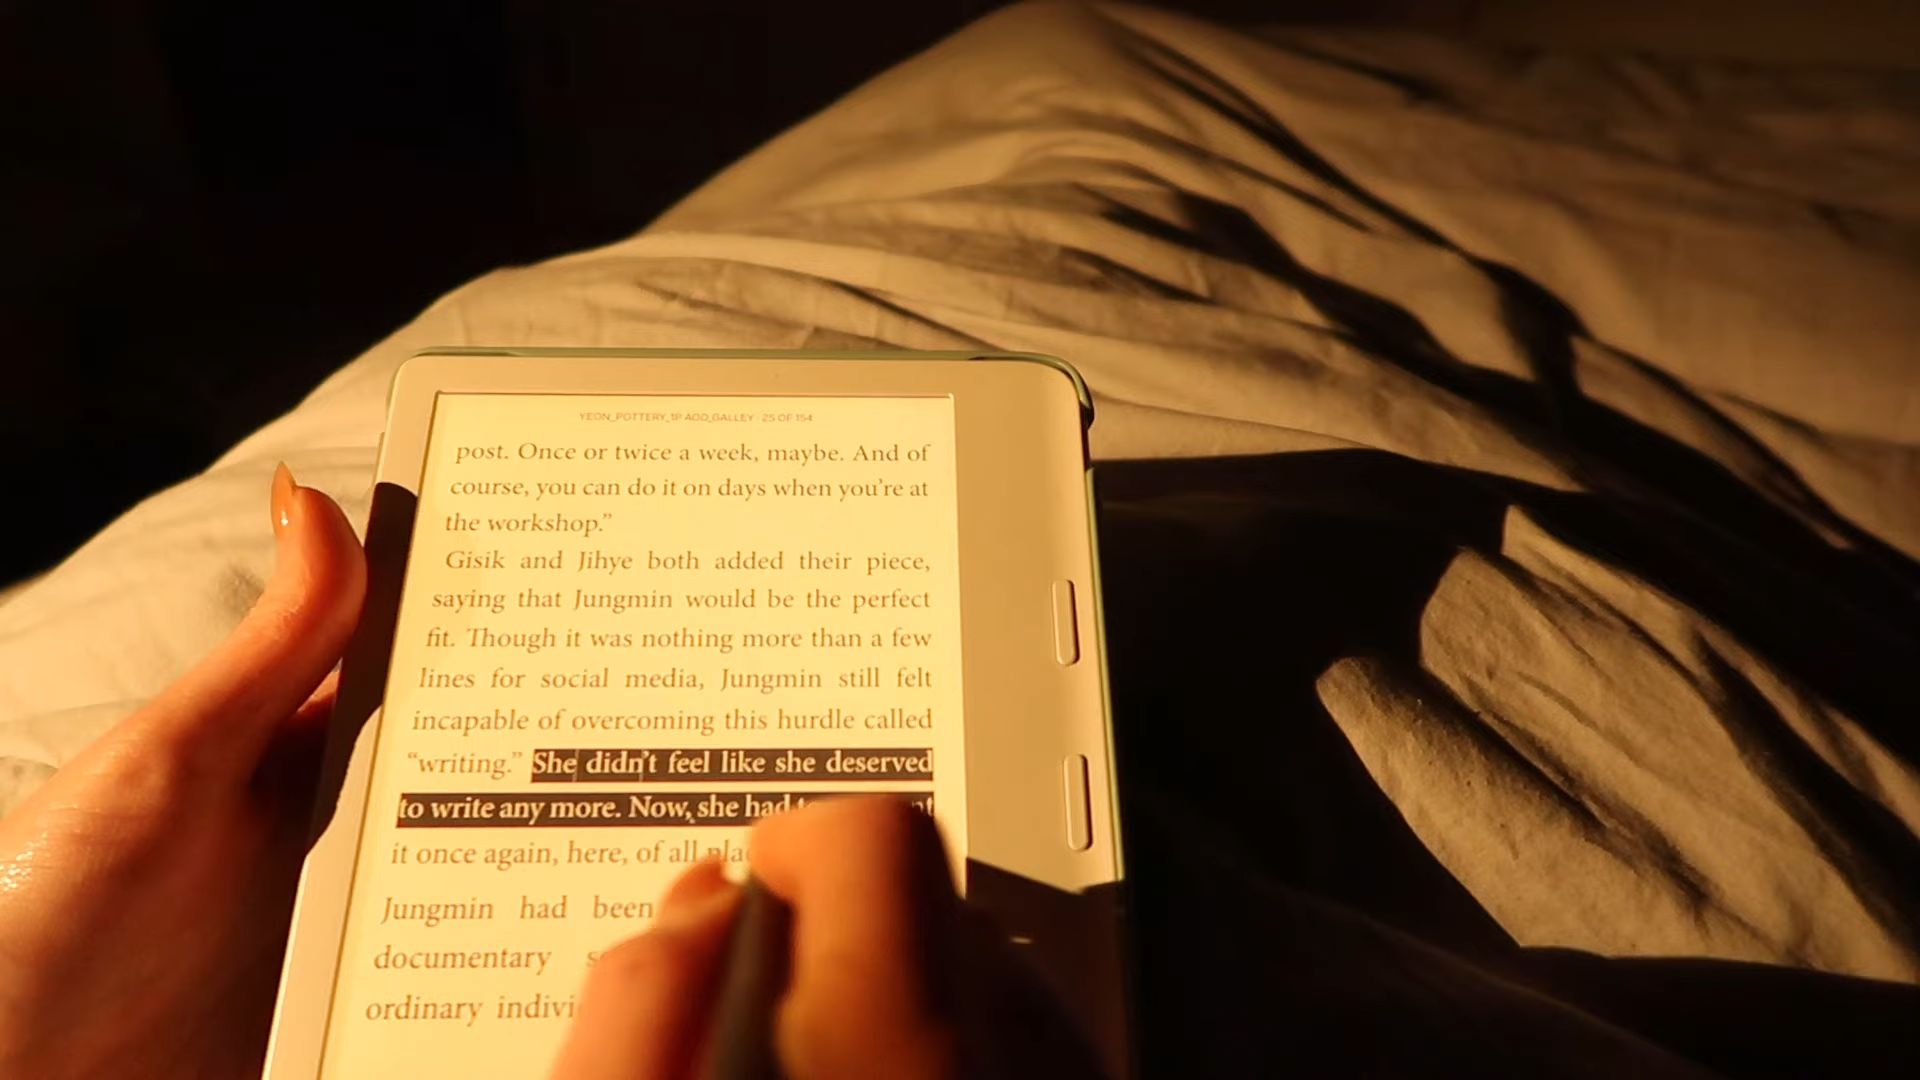 YEON_POTTERY_1P AOO_GALLEY · 25 OF 154
post. Once or twice a week, maybe. And of
course, you can do it on days when you’re at
the workshop.”
Gisik and Jihye both added their piece,
saying that Jungmin would be the perfect
fit. Though it was nothing more than a few
lines for social media, Jungmin still felt
incapable of overcoming this hurdle called
“writing.” She didn’t feel like she deserved
to write any more. Now, she had
it once again, here, of all
Jungmin had been
documentary
ordinary